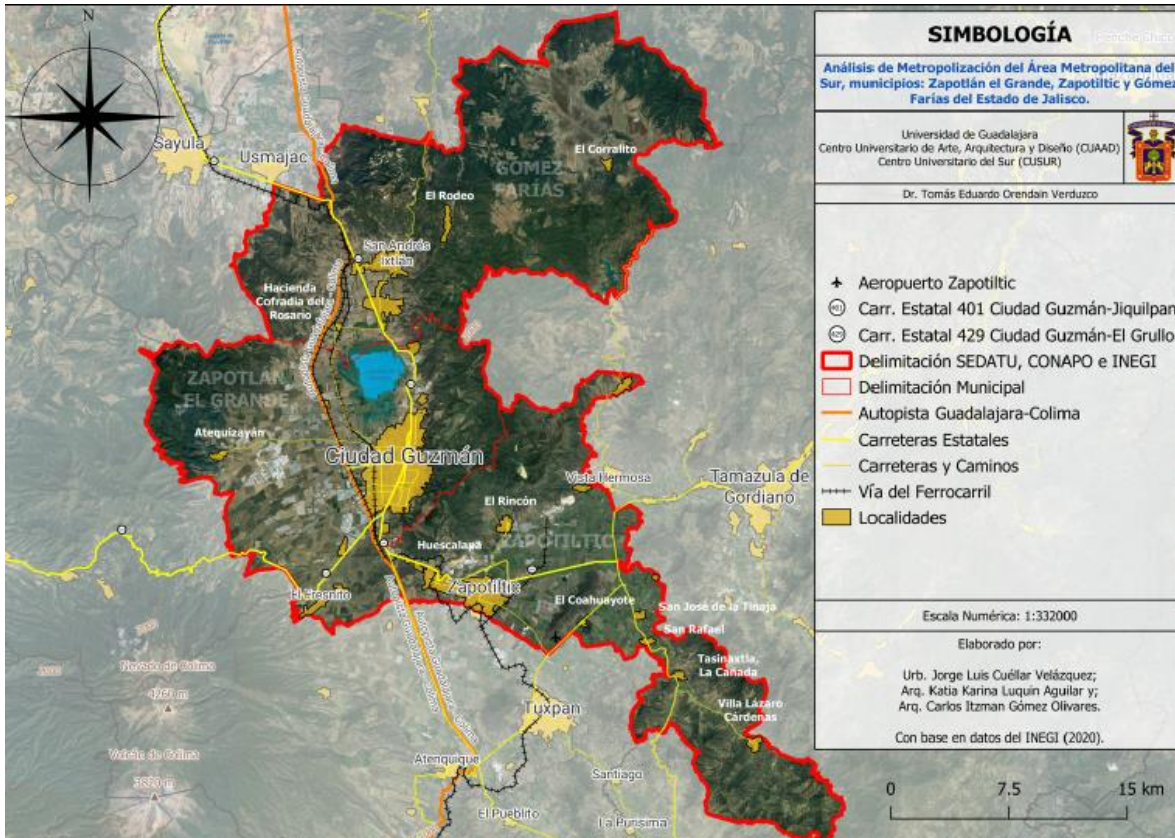 N
Sayula
Usmajac
El Corralito
GÓMEZ
FARÍAS
El Rodeo
San Andrés
Ixtlán
Hacienda
Cofradía del
Rosario
ZAPOTLÁN
EL GRANDE
Atequizayán
Ciudad Guzmán
Vista Hermosa
Tamazula de
Gordiano
El Rincón
Huescalapa
ZAPOTILTIC
Zapotiltix
El Fresnito
El Coahuayote
San José de la Tinaja
San Rafael
Tasinaxtla,
La Cañada
Villa Lázaro
Cárdenas
Autopista Guadalajara - Colima
Nevado de Colima
4260 m
Volcán de Colima
3820 m
Tuxpan
Atenquique
Santiago
El Pueblito
La Purísima
SIMBOLOGÍA
Análisis de Metropolización del Área Metropolitana del
Sur, municipios: Zapotlán el Grande, Zapotiltic y Gómez
Farías del Estado de Jalisco.
Universidad de Guadalajara
Centro Universitario de Arte, Arquitectura y Diseño (CUAAD)
Centro Universitario del Sur (CUSUR)
Dr. Tomás Eduardo Orendain Verduzco
Aeropuerto Zapotiltic
401 Carr. Estatal 401 Ciudad Guzmán-Jiquilpan
429 Carr. Estatal 429 Ciudad Guzmán-El Grullo
Delimitación SEDATU, CONAPO e INEGI
Delimitación Municipal
Autopista Guadalajara-Colima
Carreteras Estatales
Carreteras y Caminos
Vía del Ferrocarril
Localidades
Escala Numérica: 1:332000
Elaborado por:
Urb. Jorge Luis Cuéllar Velázquez;
Arq. Katia Karina Luquin Aguilar y;
Arq. Carlos Itzman Gómez Olivares.
Con base en datos del INEGI (2020).
0 7.5 15 km